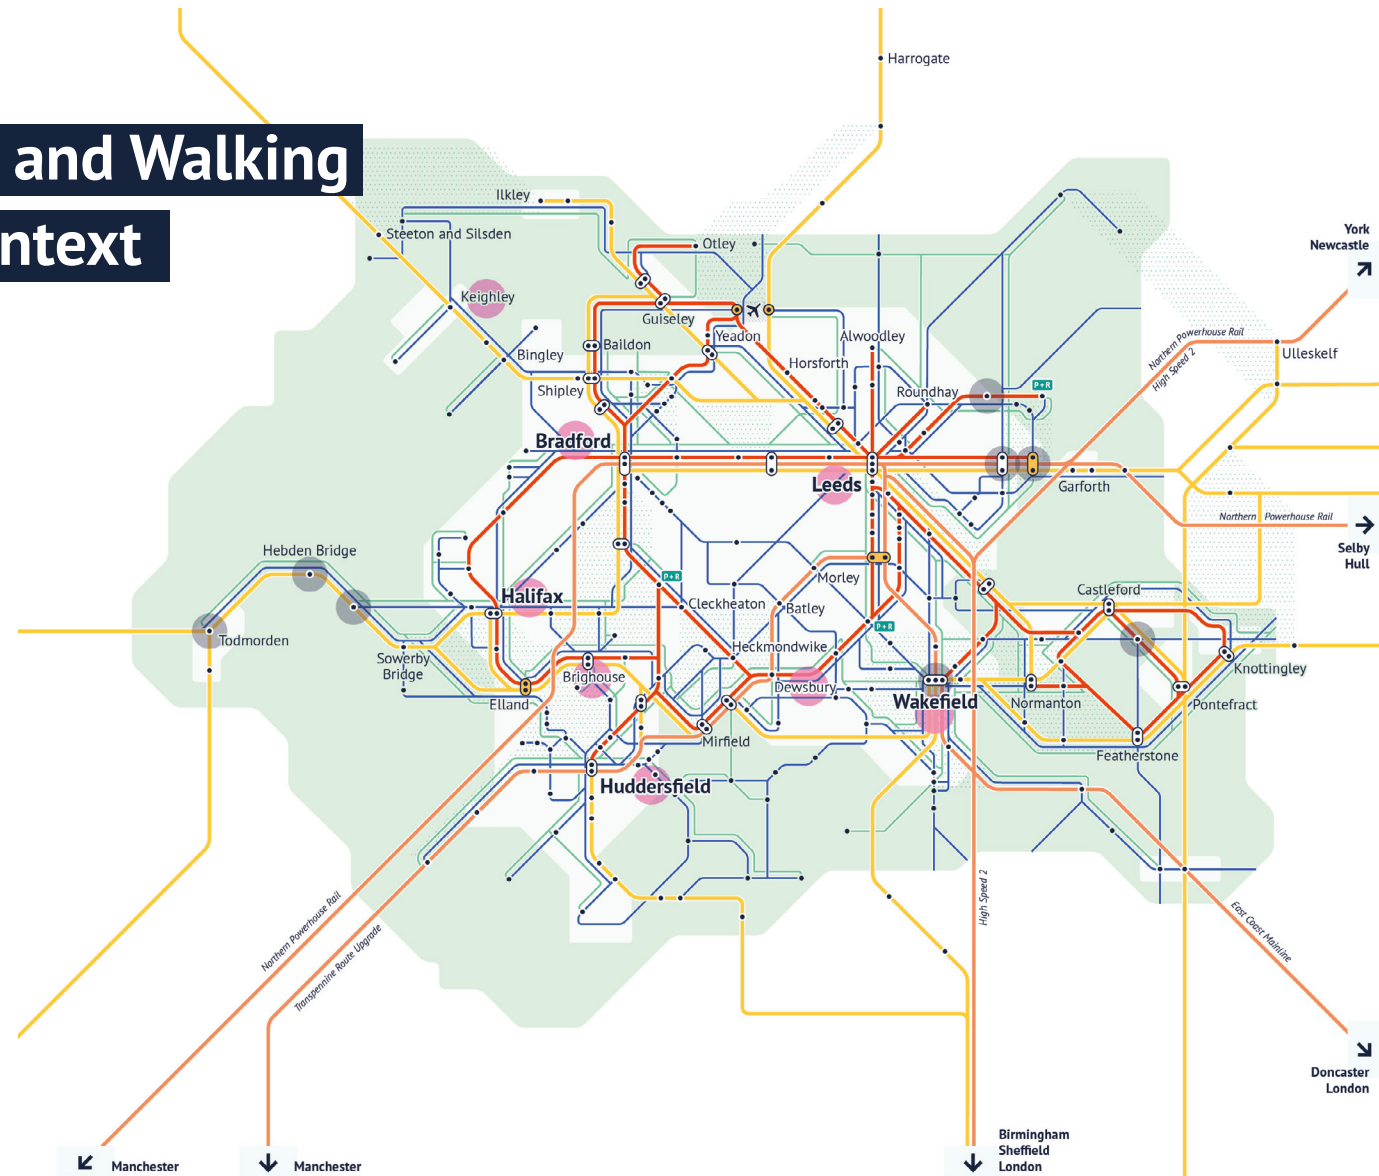 Harrogate
and Walking
ntext
Ilkley
Steeton and Silsden
Otley
York
Newcastle
Keighley
Guiseley
Yeadon
Alwoodley
Northern Powerhouse Rail
High Speed 2
Ulleskelf
Baildon
Bingley
Shipley
Horsforth
Roundhay
P+R
Bradford
Leeds
Garforth
Northern Powerhouse Rail
Selby
Hull
Hebden Bridge
Morley
P+R
Halifax
Cleckheaton
Batley
Castleford
P+R
Todmorden
Sowerby
Bridge
Heckmondwike
Brighouse
Dewsbury
Knottingley
Elland
Wakefield
Normanton
Pontefract
Mirfield
Featherstone
Huddersfield
Northern Powerhouse Rail
Transpennine Route Upgrade
High Speed 2
East Coast Mainline
Doncaster
London
Manchester
Manchester
Birmingham
Sheffield
London